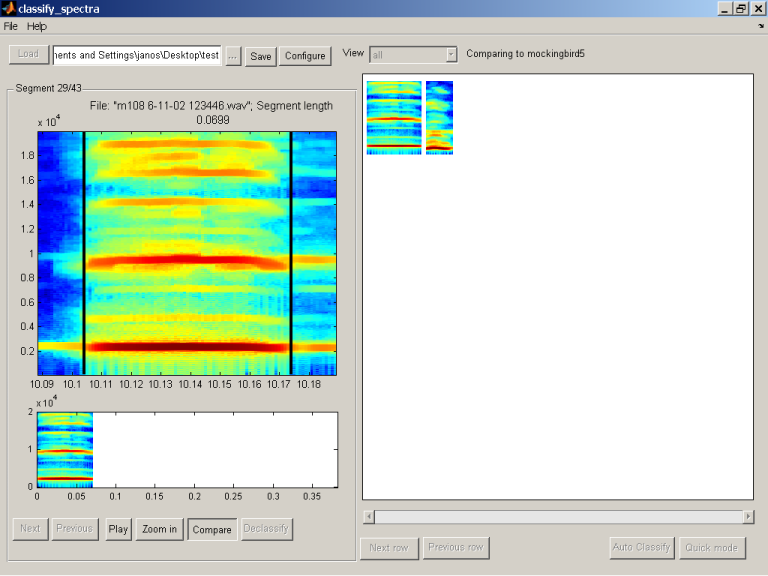 classify_spectra
File Help
Load
nents and Settings\janos\Desktop\test
...
Save
Configure
View
all
Comparing to mockingbird5
Segment 29/43
File: "m108 6-11-02 123446.wav"; Segment length
0.0699
x 10^4
1.8
1.6
1.4
1.2
1
0.8
0.6
0.4
0.2
10.09 10.1 10.11 10.12 10.13 10.14 10.15 10.16 10.17 10.18
x 10^4
2
1
0
0 0.05 0.1 0.15 0.2 0.25 0.3 0.35
Next
Previous
Play
Zoom in
Compare
Declassify
Next row
Previous row
Auto Classify
Quick mode